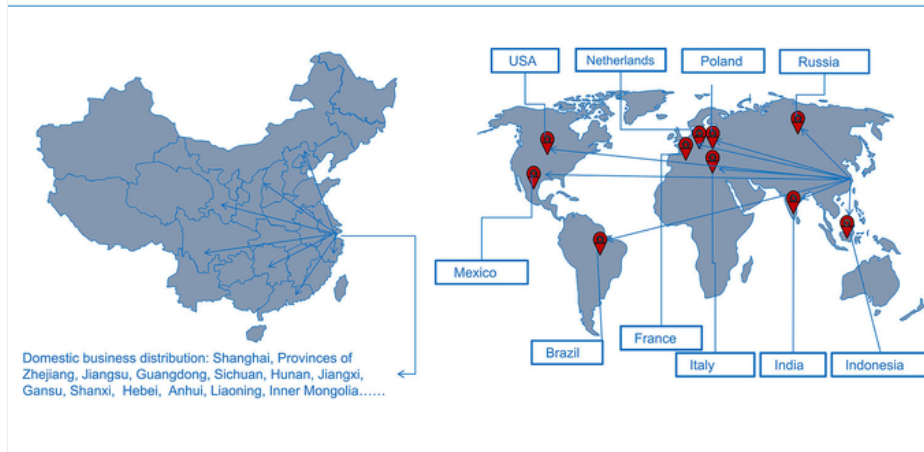 USA
Netherlands
Poland
Russia
Mexico
Brazil
France
Italy
India
Indonesia
Domestic business distribution: Shanghai, Provinces of
Zhejiang, Jiangsu, Guangdong, Sichuan, Hunan, Jiangxi,
Gansu, Shanxi, Hebei, Anhui, Liaoning, Inner Mongolia……